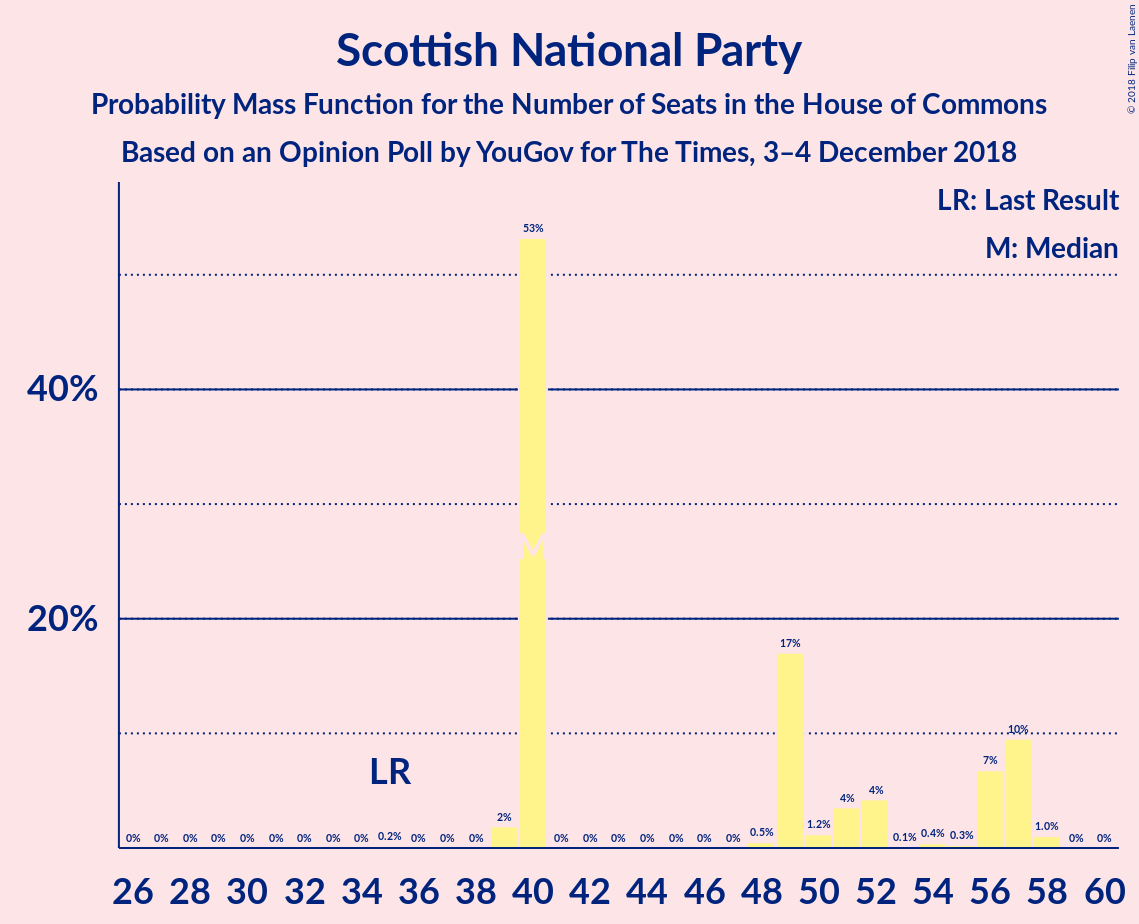 © 2018 Filip van Laenen
Scottish National Party
Probability Mass Function for the Number of Seats in the House of Commons
Based on an Opinion Poll by YouGov for The Times, 3–4 December 2018
LR: Last Result
M: Median
53%
40%
20%
17%
10%
7%
4%
4%
2%
1.2%
1.0%
LR
M
0% 0% 0% 0% 0% 0% 0% 0% 0% 0.2% 0% 0% 0% 0% 0% 0% 0% 0% 0% 0% 0.5% 0.1% 0.4% 0.3% 0% 0%
26 28 30 32 34 36 38 40 42 44 46 48 50 52 54 56 58 60